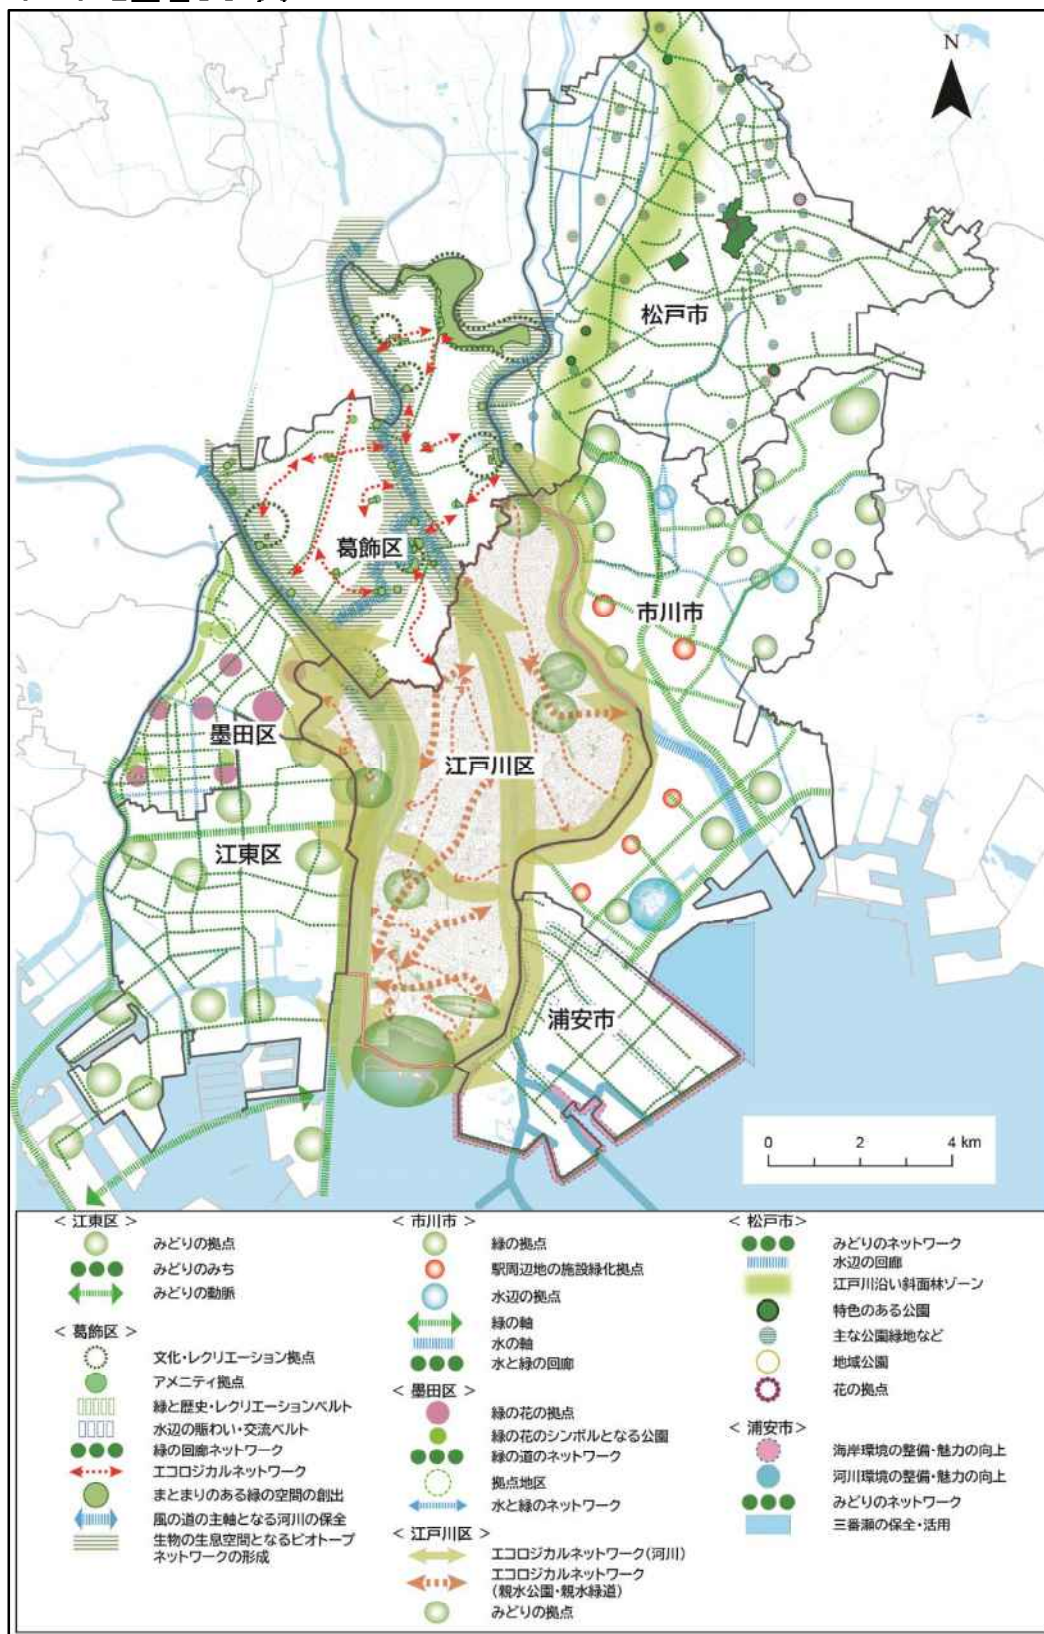 N
松戸市
葛飾区
市川市
墨田区
江戸川区
江東区
浦安市
0 2 4 km
< 江東区 >
みどりの拠点
みどりのみち
みどりの動脈
< 葛飾区 >
文化・レクリエーション拠点
アメニティ拠点
緑と歴史・レクリエーションベルト
水辺の賑わい・交流ベルト
緑の回廊ネットワーク
エコロジカルネットワーク
まとまりのある緑の空間の創出
風の道の主軸となる河川の保全
生物の生息空間となるビオトープ
ネットワークの形成
< 市川市 >
緑の拠点
駅周辺地の施設緑化拠点
水辺の拠点
緑の軸
水の軸
水と緑の回廊
< 墨田区 >
緑の花の拠点
緑の花のシンボルとなる公園
緑の道のネットワーク
拠点地区
水と緑のネットワーク
< 江戸川区 >
エコロジカルネットワーク(河川)
エコロジカルネットワーク
(親水公園・親水緑道)
みどりの拠点
< 松戸市>
みどりのネットワーク
水辺の回廊
江戸川沿い斜面林ゾーン
特色のある公園
主な公園緑地など
地域公園
花の拠点
< 浦安市>
海岸環境の整備・魅力の向上
河川環境の整備・魅力の向上
みどりのネットワーク
三番瀬の保全・活用